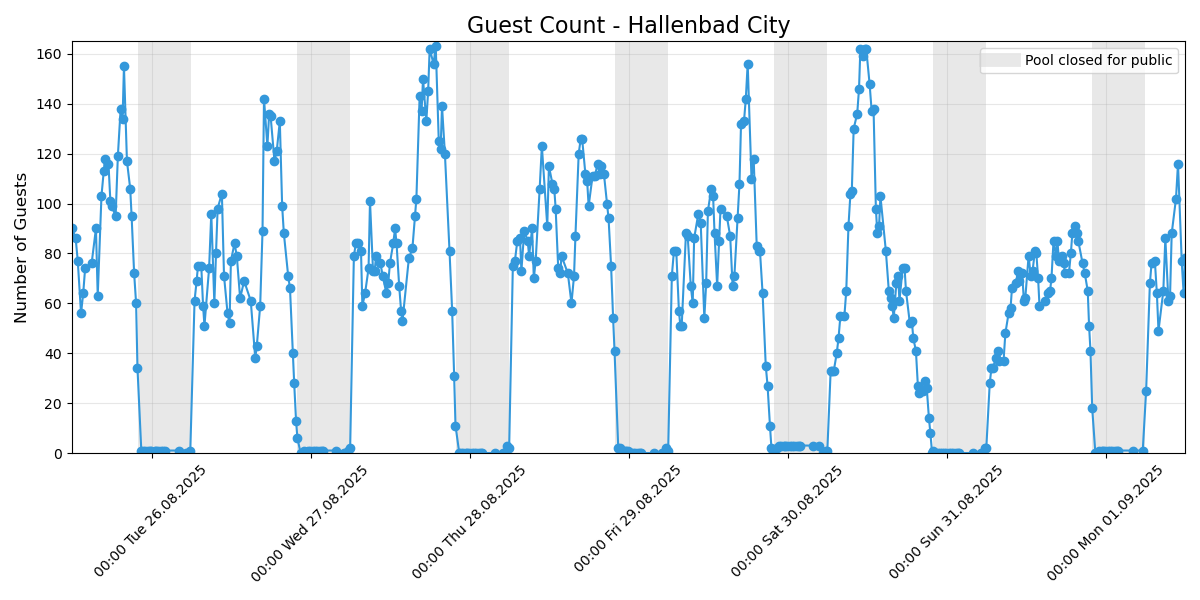 Guest Count - Hallenbad City
Pool closed for public
Number of Guests
160
140
120
100
80
60
40
20
0
00:00 Tue 26.08.2025
00:00 Wed 27.08.2025
00:00 Thu 28.08.2025
00:00 Fri 29.08.2025
00:00 Sat 30.08.2025
00:00 Sun 31.08.2025
00:00 Mon 01.09.2025